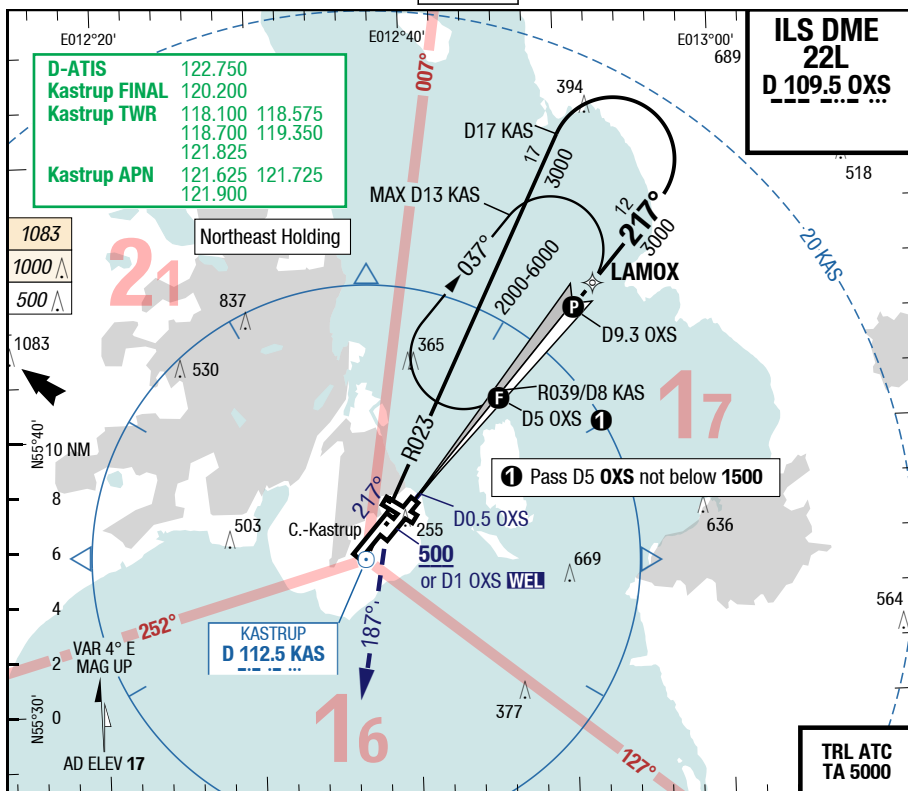 E012°20'
E012°40'
E013°00'
ILS DME
22L
D 109.5 OXS
D-ATIS 122.750
Kastrup FINAL 120.200
Kastrup TWR 118.100 118.575
118.700 119.350
121.825
Kastrup APN 121.625 121.725
121.900
007°
689
394
D17 KAS
17
3000
518
MAX D13 KAS
12
217°
3000
20 KAS
1083
1000
500
Northeast Holding
037°
2000-6000
LAMOX
21
837
P
D9.3 OXS
1083
530
365
R039/D8 KAS
F
D5 OXS
1
17
N55°40'
10 NM
R023
1 Pass D5 OXS not below 1500
8
217°
D0.5 OXS
636
503
C.-Kastrup
255
6
500
or D1 OXS WEL
669
564
4
252°
187°
KASTRUP
D 112.5 KAS
VAR 4° E
MAG UP
2
377
16
N55°30'
0
127°
AD ELEV 17
TRL ATC
TA 5000